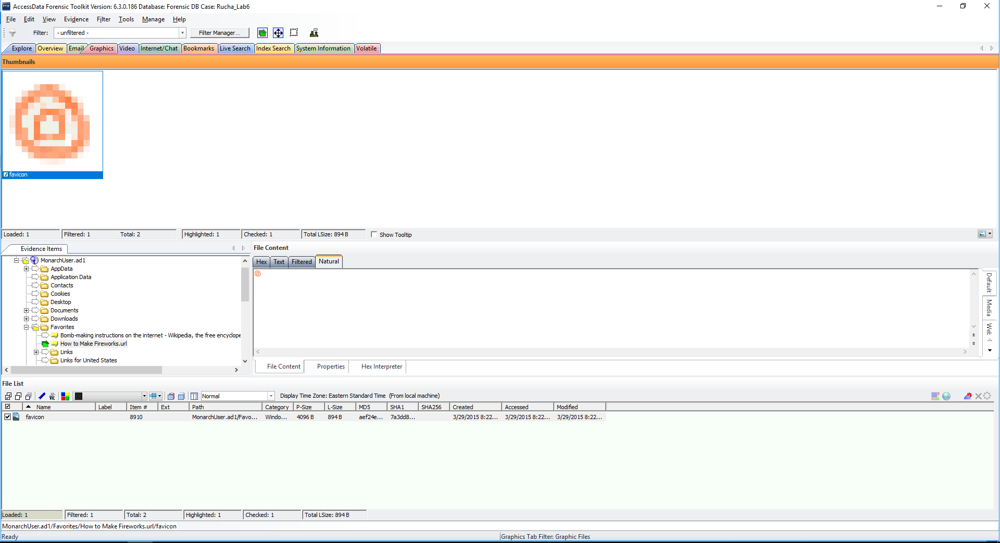 AccessData Forensic Toolkit Version: 6.3.0.186 Database: Forensic DB Case: Rucha_Lab6
File Edit View Evidence Filter Tools Manage Help
Filter: - unfiltered - Filter Manager...
Explore Overview Email Graphics Video Internet/Chat Bookmarks Live Search Index Search System Information Volatile
Thumbnails
favicon
Loaded: 1 Filtered: 1 Total: 2 Highlighted: 1 Checked: 1 Total LSize: 894 B Show Tooltip
Evidence Items
MonarchUser.ad1
AppData
Application Data
Contacts
Cookies
Desktop
Documents
Downloads
Favorites
Bomb-making instructions on the internet - Wikipedia, the free encyclope
How to Make Fireworks.url
Links
Links for United States
File Content
Hex Text Filtered Natural
Default
Media
Web
File Content Properties Hex Interpreter
File List
Normal Display Time Zone: Eastern Standard Time (From local machine)
Name Label Item # Ext Path Category P-Size L-Size MD5 SHA1 SHA256 Created Accessed Modified
favicon 8910 MonarchUser.ad1/Favo... Windo... 4096 B 894 B aef24e... 7a3dd8... 3/29/2015 8:22... 3/29/2015 8:22... 3/29/2015 8:22...
Loaded: 1 Filtered: 1 Total: 2 Highlighted: 1 Checked: 1 Total LSize: 894 B
MonarchUser.ad1/Favorites/How to Make Fireworks.url/favicon
Ready Graphics Tab Filter: Graphic Files